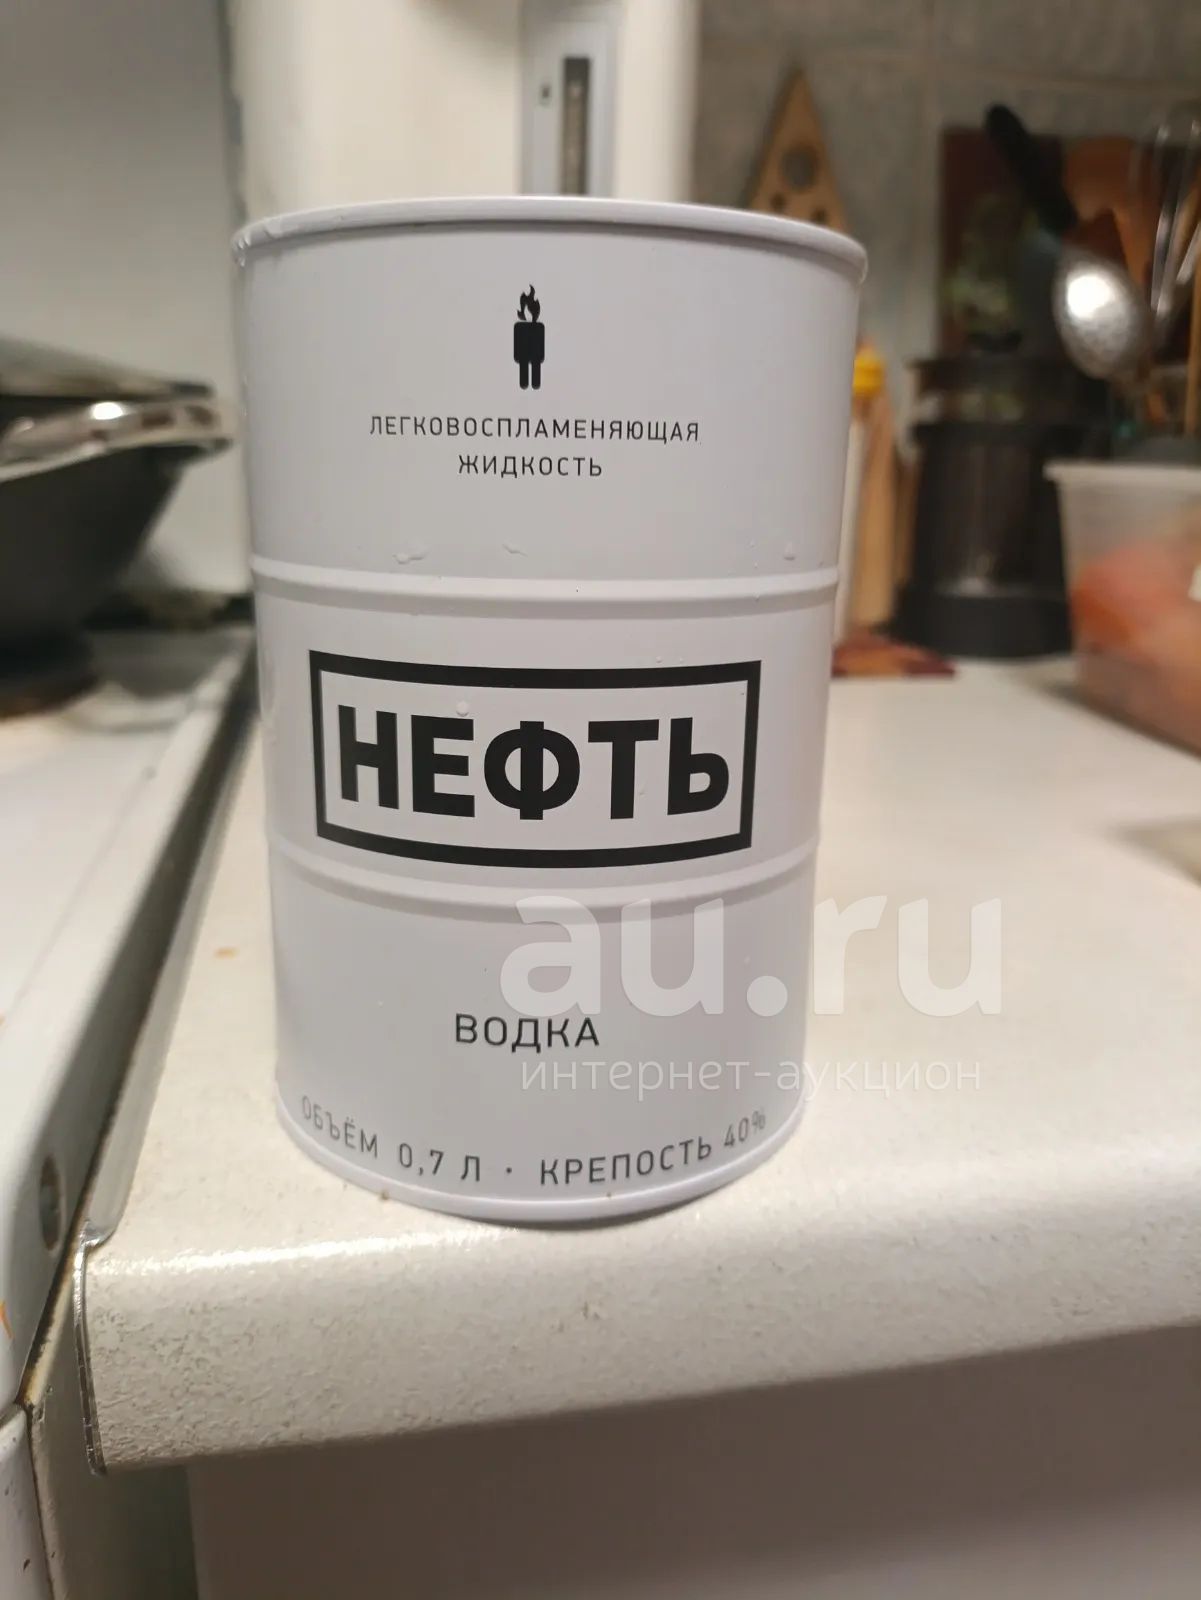 ЛЕГКОВОСПЛАМЕНЯЮЩАЯ
ЖИДКОСТЬ
НЕФТЬ
au.ru
ВОДКА
интернет-аукцион
ОБЪЁМ 0,7 Л · КРЕПОСТЬ 40%